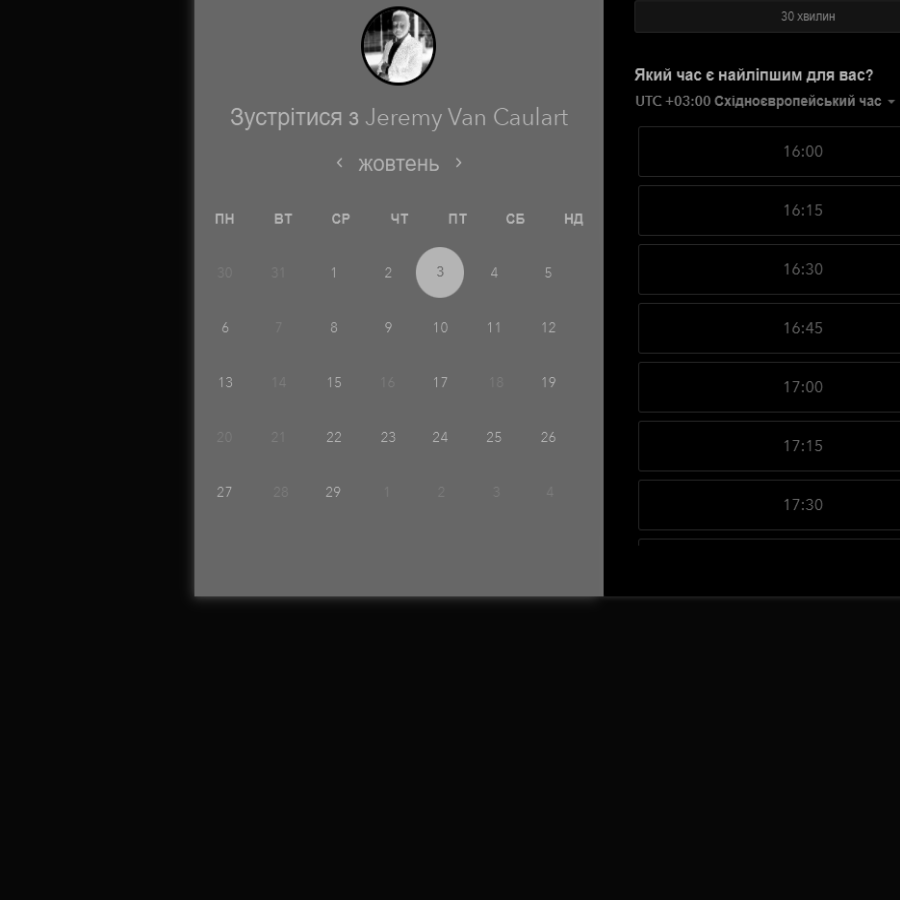 Зустрітися з Jeremy Van Caulart
‹ жовтень ›
ПН ВТ СР ЧТ ПТ СБ НД
30 31 1 2 3 4 5
6 7 8 9 10 11 12
13 14 15 16 17 18 19
20 21 22 23 24 25 26
27 28 29 1 2 3 4
30 хвилин
Який час є найліпшим для вас?
UTC +03:00 Східноєвропейський час
16:00
16:15
16:30
16:45
17:00
17:15
17:30